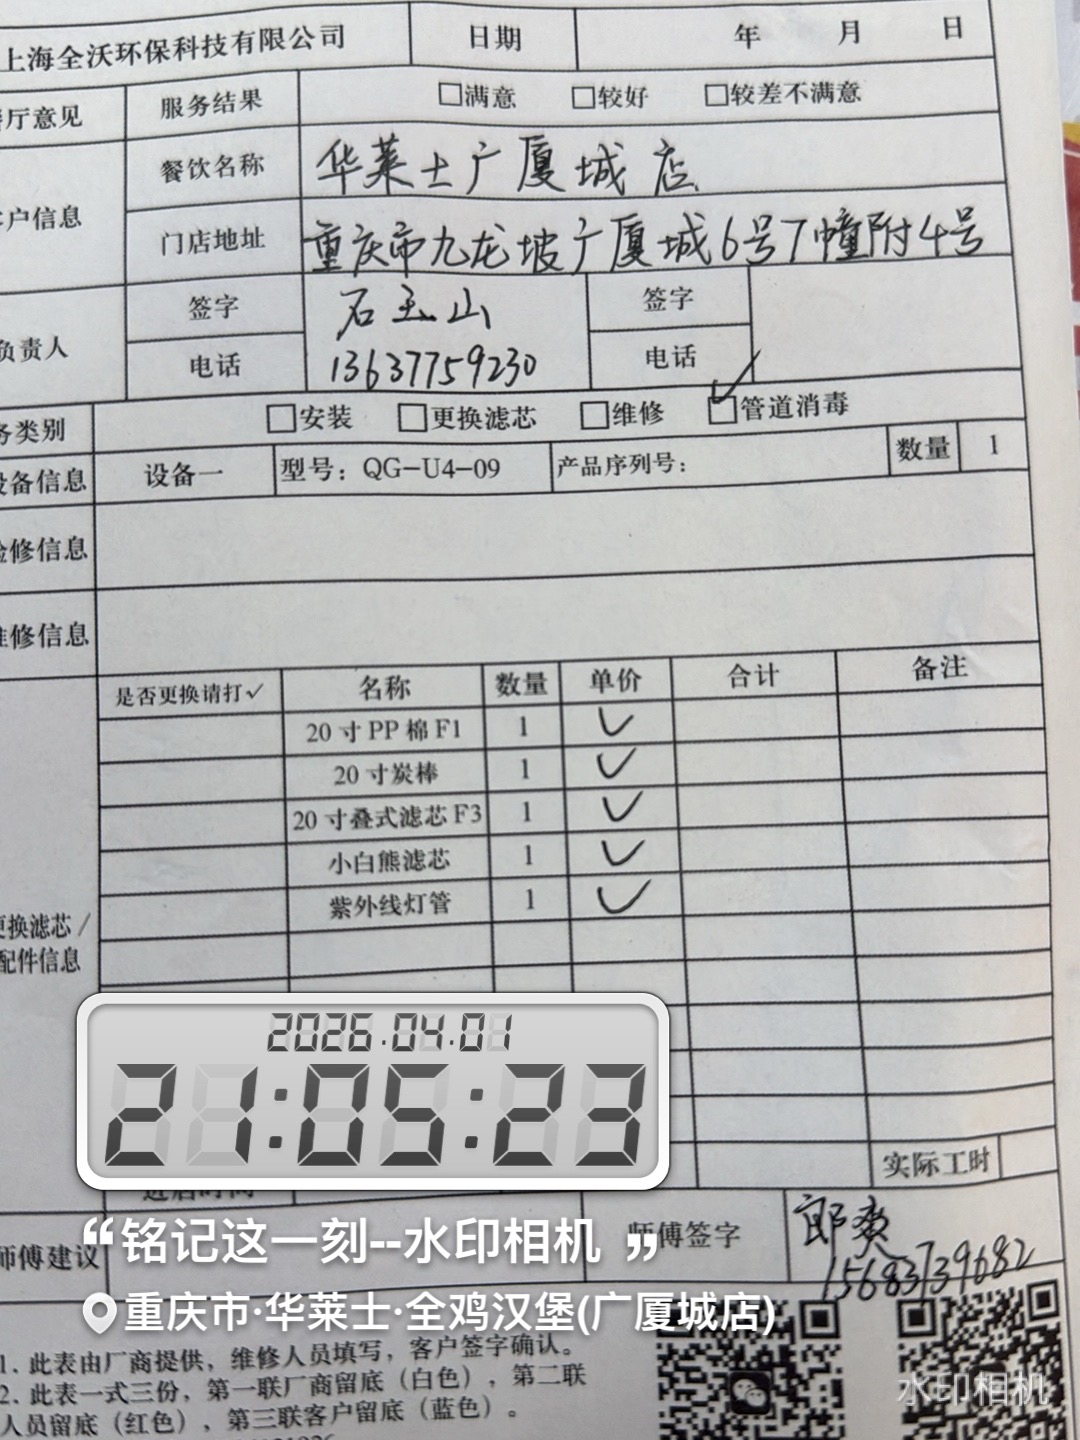 上海全沃环保科技有限公司 日期 年 月 日
厅意见 服务结果 □满意 □较好 □较差不满意
户信息 餐饮名称 华莱士广厦城店
门店地址 重庆市九龙坡广厦城6号7幢附4号
负责人 签字 石玉山 签字
电话 13637759230 电话
务类别 □安装 □更换滤芯 □维修 ☑管道消毒
设备信息 设备一 型号：QG-U4-09 产品序列号： 数量 1
检修信息
维修信息
是否更换请打✓ 名称 数量 单价 合计 备注
20寸PP棉F1 1 ✓
20寸炭棒 1 ✓
20寸叠式滤芯F3 1 ✓
小白熊滤芯 1 ✓
紫外线灯管 1 ✓
更换滤芯/
配件信息
2026.04.01
21:05:23
实际工时
师傅建议 师傅签字 郎爽
15683739682
“铭记这一刻--水印相机”
重庆市·华莱士·全鸡汉堡(广厦城店)
1. 此表由厂商提供，维修人员填写，客户签字确认。
2. 此表一式三份，第一联厂商留底（白色），第二联
人员留底（红色），第三联客户留底（蓝色）。
水印相机